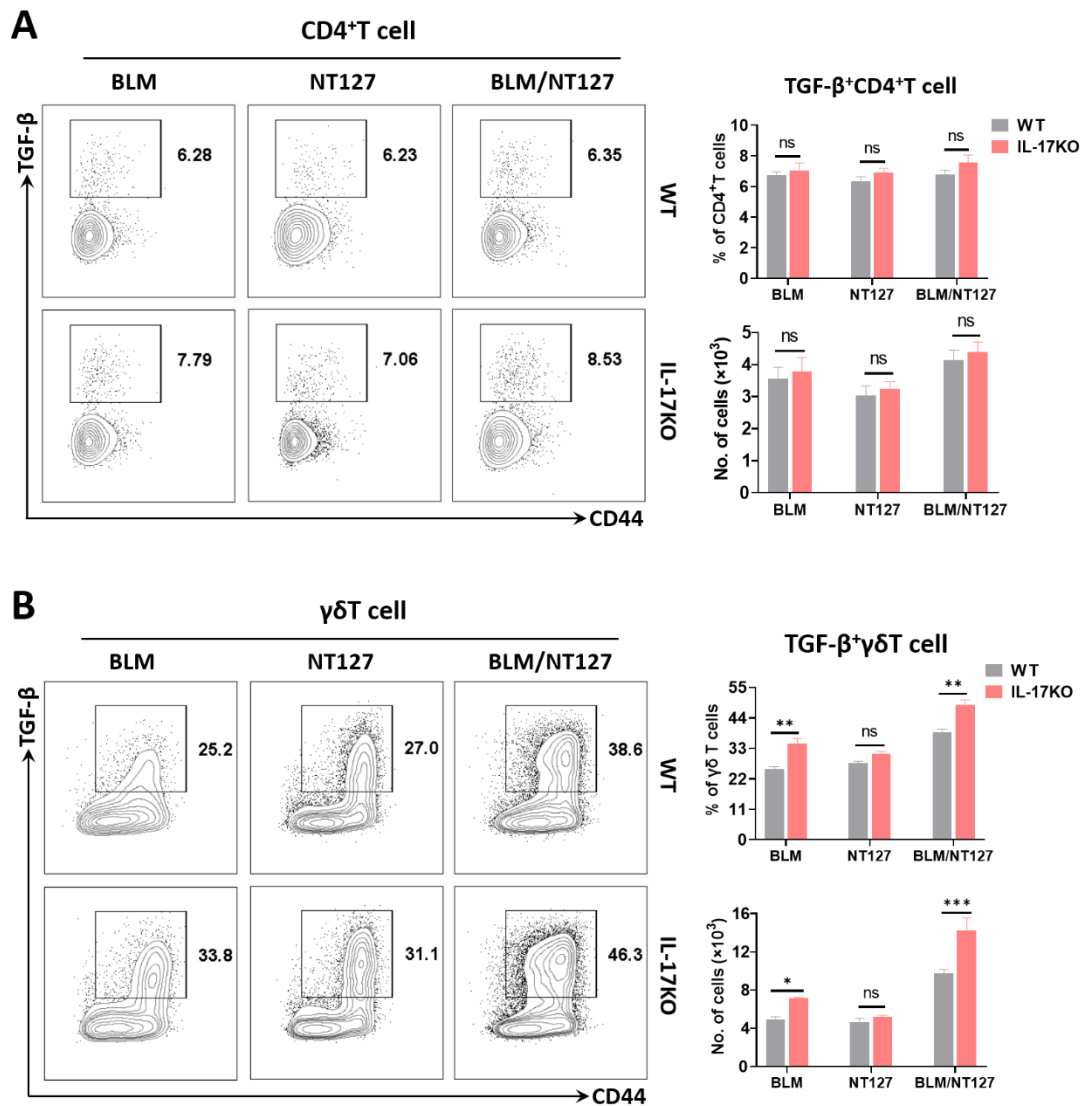 A
CD4⁺T cell
BLM NT127 BLM/NT127
TGF-β
6.28 6.23 6.35
WT
7.79 7.06 8.53
IL-17KO
CD44
TGF-β⁺CD4⁺T cell
WT
IL-17KO
% of CD4⁺T cells
10
8
6
4
2
0
ns ns ns
BLM NT127 BLM/NT127
No. of cells (×10³)
5
4
3
2
1
0
ns ns ns
BLM NT127 BLM/NT127
B
γδT cell
BLM NT127 BLM/NT127
TGF-β
25.2 27.0 38.6
WT
33.8 31.1 46.3
IL-17KO
CD44
TGF-β⁺γδT cell
WT
IL-17KO
% of γδ T cells
55
44
33
22
11
0
** ns **
BLM NT127 BLM/NT127
No. of cells (×10³)
16
12
8
4
0
* ns ***
BLM NT127 BLM/NT127